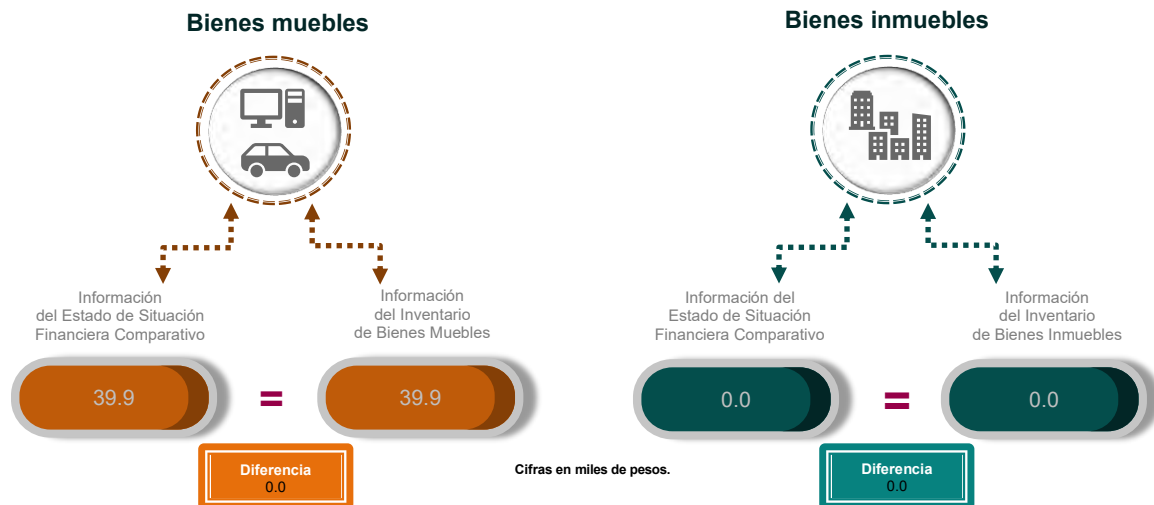 Bienes muebles
Información
del Estado de Situación
Financiera Comparativo
Información
del Inventario
de Bienes Muebles
39.9
=
39.9
Diferencia
0.0
Cifras en miles de pesos.
Bienes inmuebles
Información del
Estado de Situación
Financiera Comparativo
Información
del Inventario
de Bienes Inmuebles
0.0
=
0.0
Diferencia
0.0